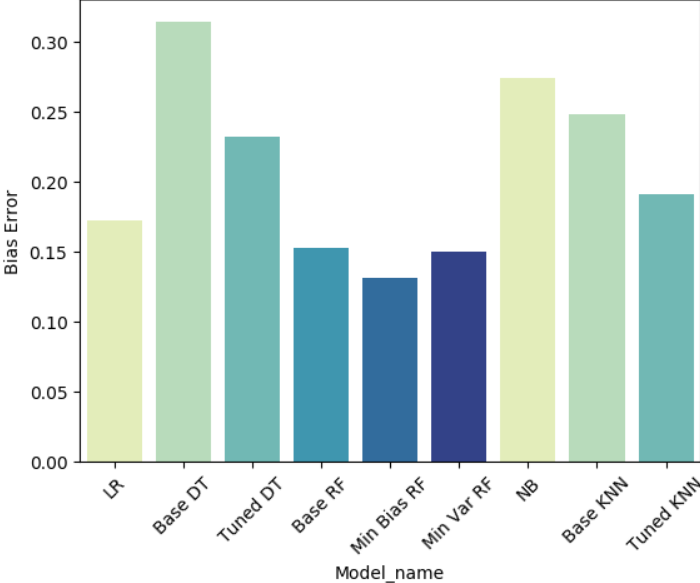 Bias Error
0.30
0.25
0.20
0.15
0.10
0.05
0.00
LR
Base DT
Tuned DT
Base RF
Min Bias RF
Min Var RF
NB
Base KNN
Tuned KNN
Model_name